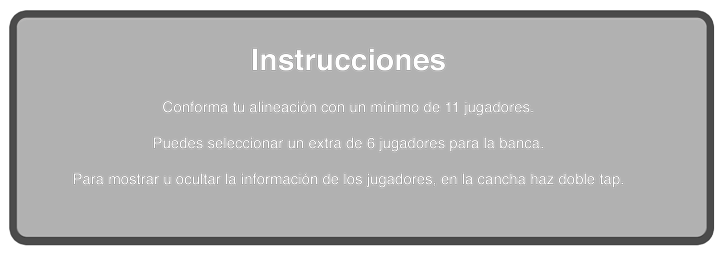 Instrucciones
Conforma tu alineación con un mínimo de 11 jugadores.
Puedes seleccionar un extra de 6 jugadores para la banca.
Para mostrar u ocultar la información de los jugadores, en la cancha haz doble tap.